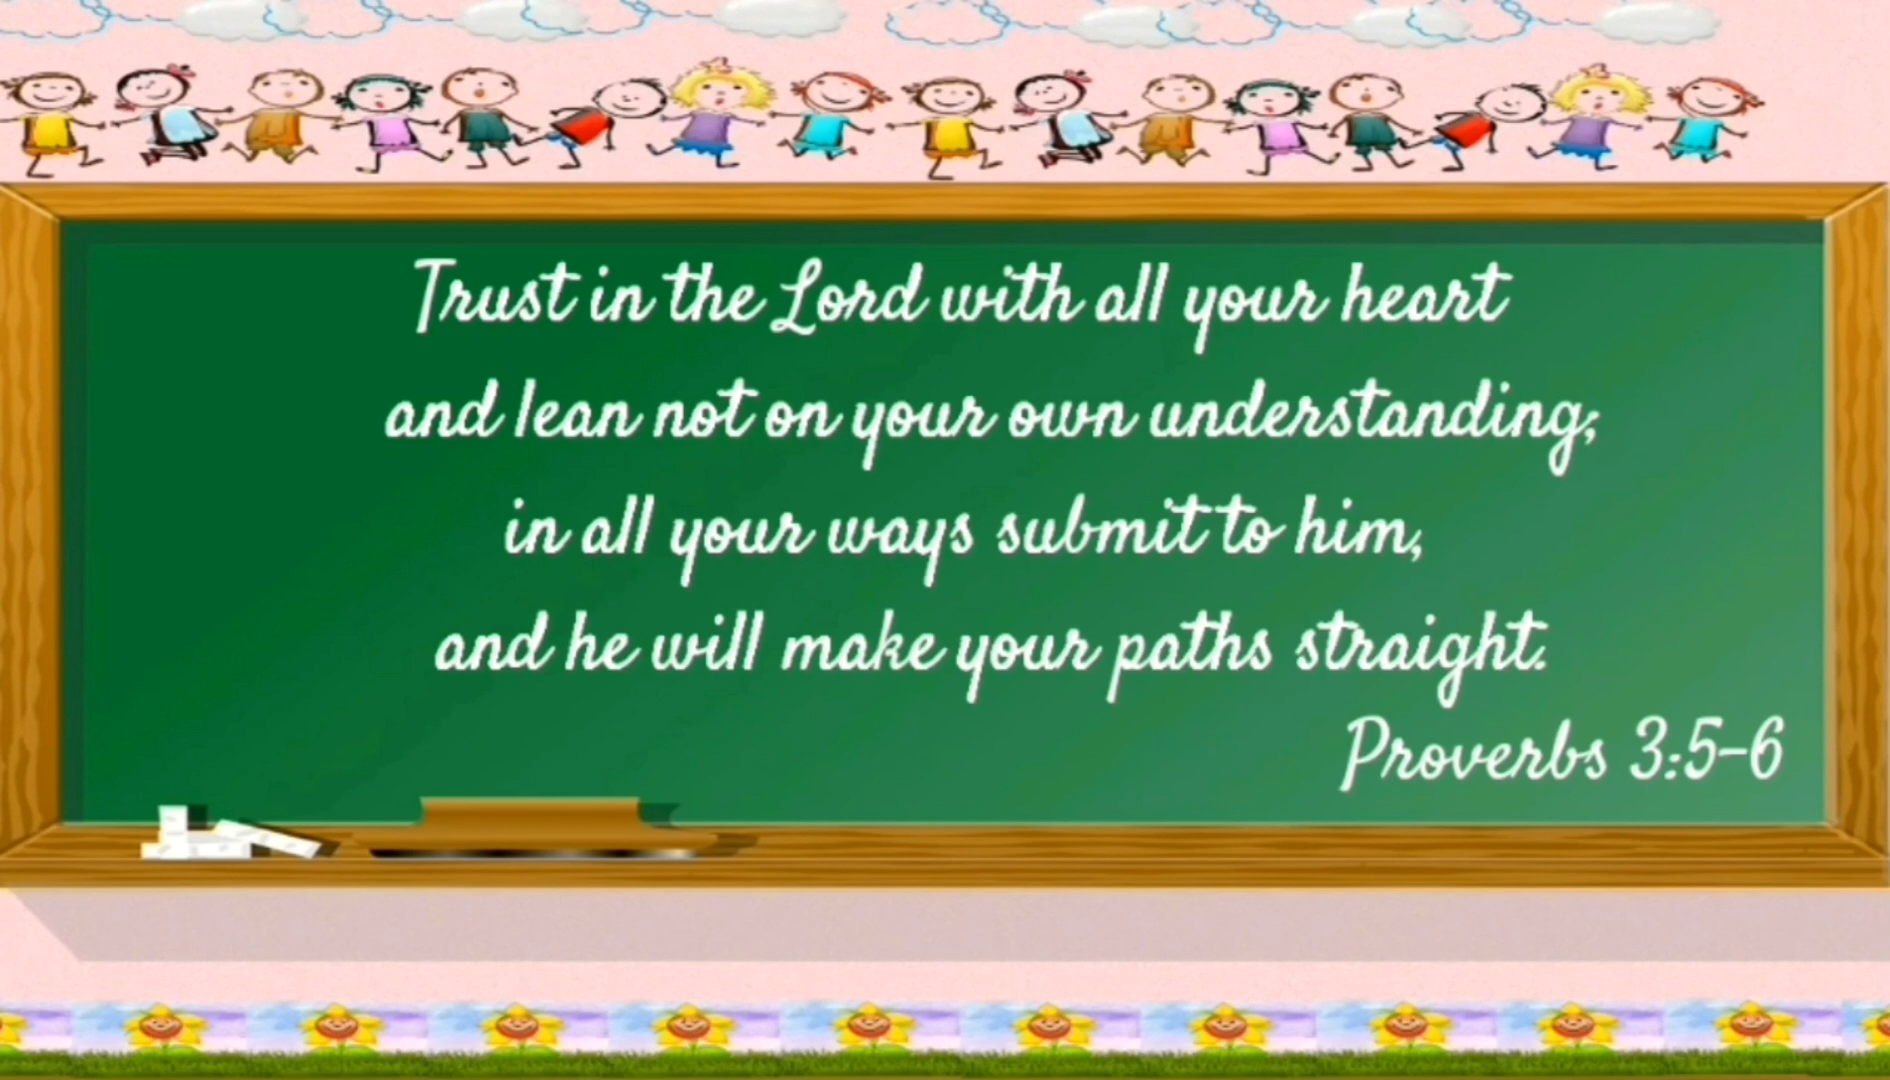 Trust in the Lord with all your heart
and lean not on your own understanding;
in all your ways submit to him,
and he will make your paths straight.
Proverbs 3:5-6